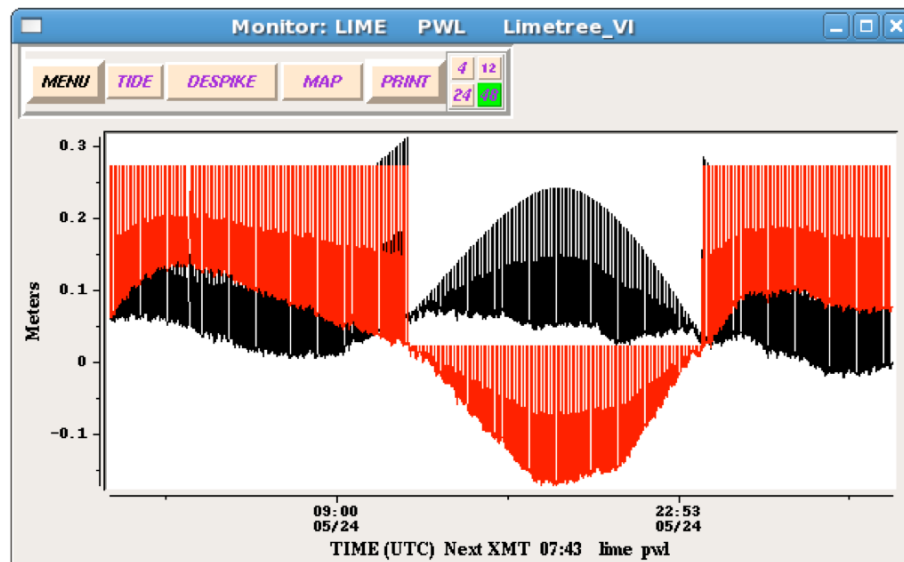 Monitor: LIME PWL Limetree_VI
MENU TIDE DESPIKE MAP PRINT 4 12
24 48
0.3
0.2
0.1
0
-0.1
Meters
09:00 22:53
05/24 05/24
TIME (UTC) Next XMT 07:43 lime pwl